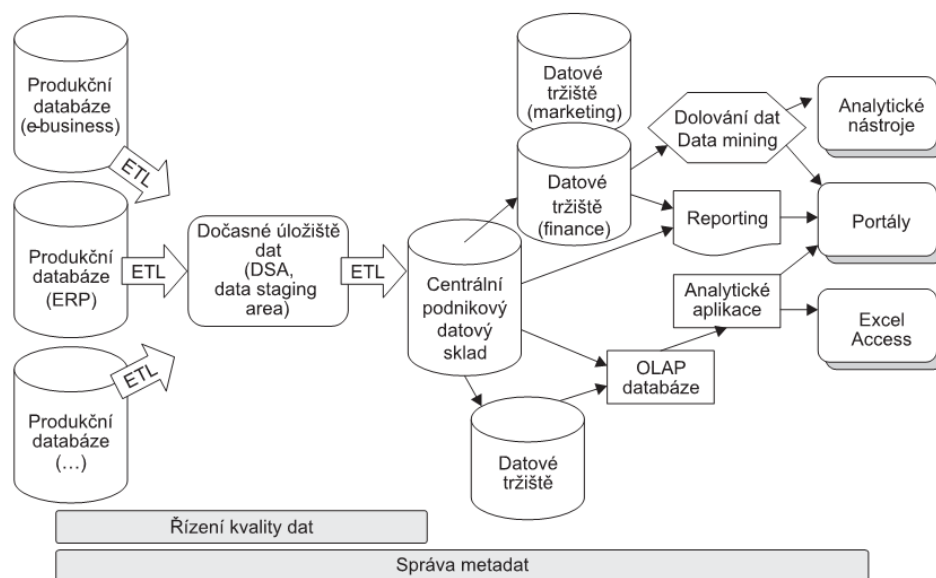 Produkční
databáze
(e-business)
ETL
Produkční
databáze
(ERP)
ETL
Produkční
databáze
(...)
ETL
Dočasné úložiště
dat
(DSA,
data staging
area)
ETL
Centrální
podnikový
datový
sklad
Datové
tržiště
(marketing)
Datové
tržiště
(finance)
Datové
tržiště
Dolování dat
Data mining
Reporting
Analytické
aplikace
OLAP
databáze
Analytické
nástroje
Portály
Excel
Access
Řízení kvality dat
Správa metadat